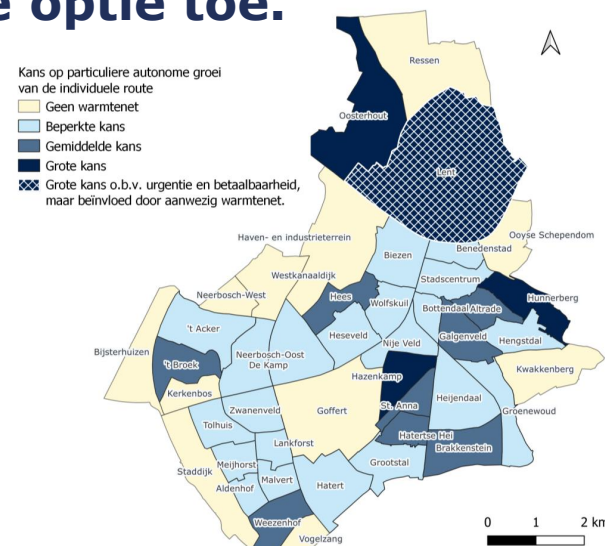 e optie toe.
Kans op particuliere autonome groei
van de individuele route
Geen warmtenet
Beperkte kans
Gemiddelde kans
Grote kans
Grote kans o.b.v. urgentie en betaalbaarheid,
maar beïnvloed door aanwezig warmtenet.
Ressen
Oosterhout
Lent
Haven- en industrieterrein
Ooyse Schependom
Benedenstad
Biezen
Westkanaaldijk
Stadscentrum
Neerbosch-West
Hees
Wolfskuil
Hunnerberg
Bottendaal
Altrade
't Acker
Heseveld
Nije Veld
Galgenveld
Hengstdal
Bijsterhuizen
't Broek
Neerbosch-Oost
De Kamp
Kwakkenberg
Hazenkamp
Kerkenbos
Heijendaal
St. Anna
Zwanenveld
Goffert
Groenewoud
Tolhuis
Hatertse Hei
Lankforst
Brakkenstein
Staddijk
Meijhorst
Grootstal
Malvert
Aldenhof
Hatert
Weezenhof
Vogelzang
0 1 2 km